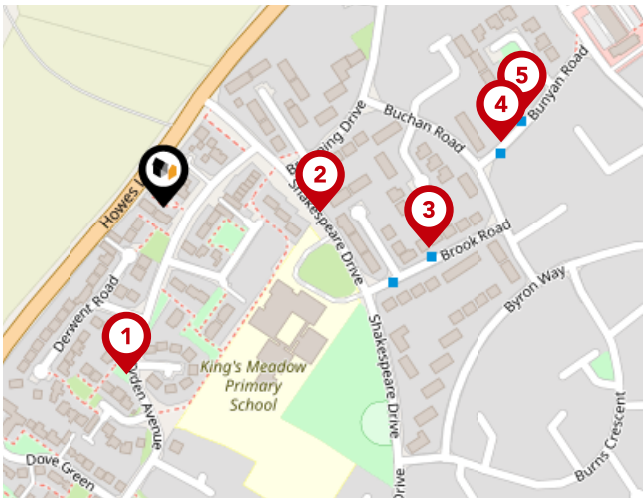 5
4
Bunyan Road
Buchan Road
Shakespeare Drive
2
3
Howes
Brook Road
Byron Way
Derwent Road
1
King's Meadow
Primary
School
Shakespeare Drive
Avenue
Burns Crescent
Dove Green
Drive